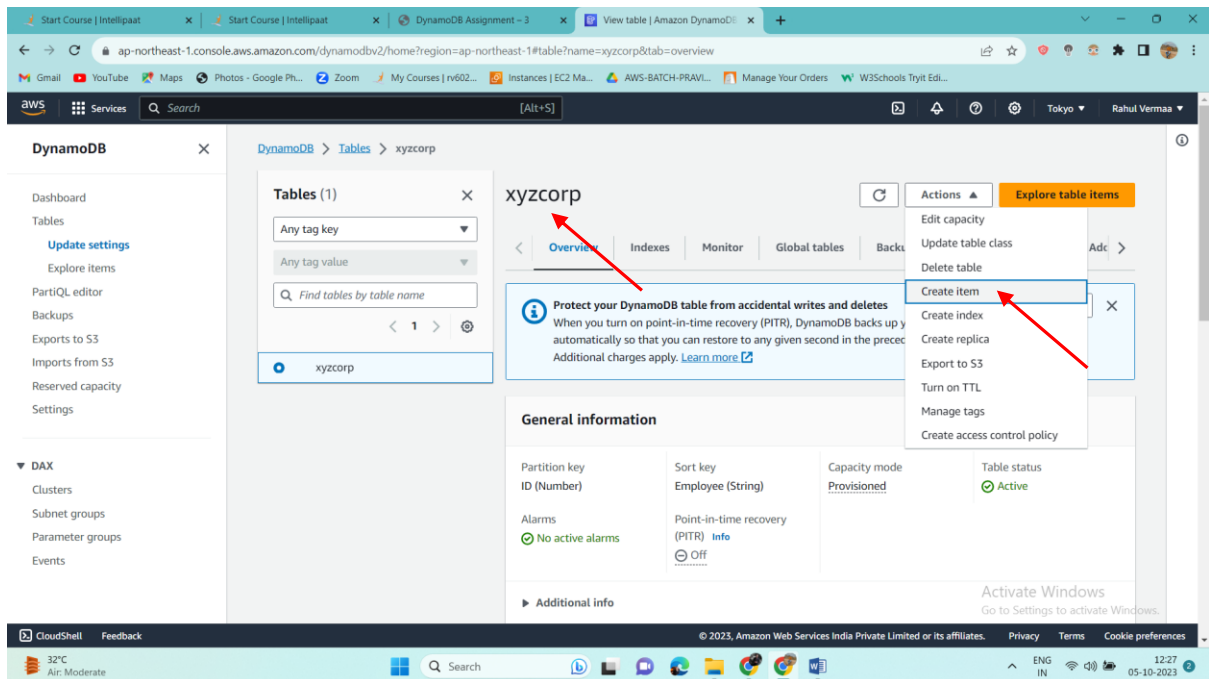 Start Course | Intellipaat
Start Course | Intellipaat
DynamoDB Assignment – 3
View table | Amazon DynamoDB
ap-northeast-1.console.aws.amazon.com/dynamodbv2/home?region=ap-northeast-1#table?name=xyzcorp&tab=overview
Gmail YouTube Maps Photos - Google Ph... Zoom My Courses | rv602... Instances | EC2 Ma... AWS-BATCH-PRAVI... Manage Your Orders W3Schools Tryit Edi...
aws Services Search [Alt+S] Tokyo Rahul Vermaa
DynamoDB
Dashboard
Tables
Update settings
Explore items
PartiQL editor
Backups
Exports to S3
Imports from S3
Reserved capacity
Settings
DAX
Clusters
Subnet groups
Parameter groups
Events
DynamoDB > Tables > xyzcorp
Tables (1)
Any tag key
Any tag value
Find tables by table name
1
xyzcorp
xyzcorp
Actions
Explore table items
Edit capacity
Update table class
Delete table
Create item
Create index
Create replica
Export to S3
Turn on TTL
Manage tags
Create access control policy
Overview Indexes Monitor Global tables Backu Adc
Protect your DynamoDB table from accidental writes and deletes
When you turn on point-in-time recovery (PITR), DynamoDB backs up y
automatically so that you can restore to any given second in the preced
Additional charges apply. Learn more
General information
Partition key
ID (Number)
Sort key
Employee (String)
Capacity mode
Provisioned
Table status
Active
Alarms
No active alarms
Point-in-time recovery
(PITR) Info
Off
Additional info
Activate Windows
Go to Settings to activate Windows.
CloudShell Feedback © 2023, Amazon Web Services India Private Limited or its affiliates. Privacy Terms Cookie preferences
32°C
Air: Moderate
Search
ENG
IN
12:27
05-10-2023
2